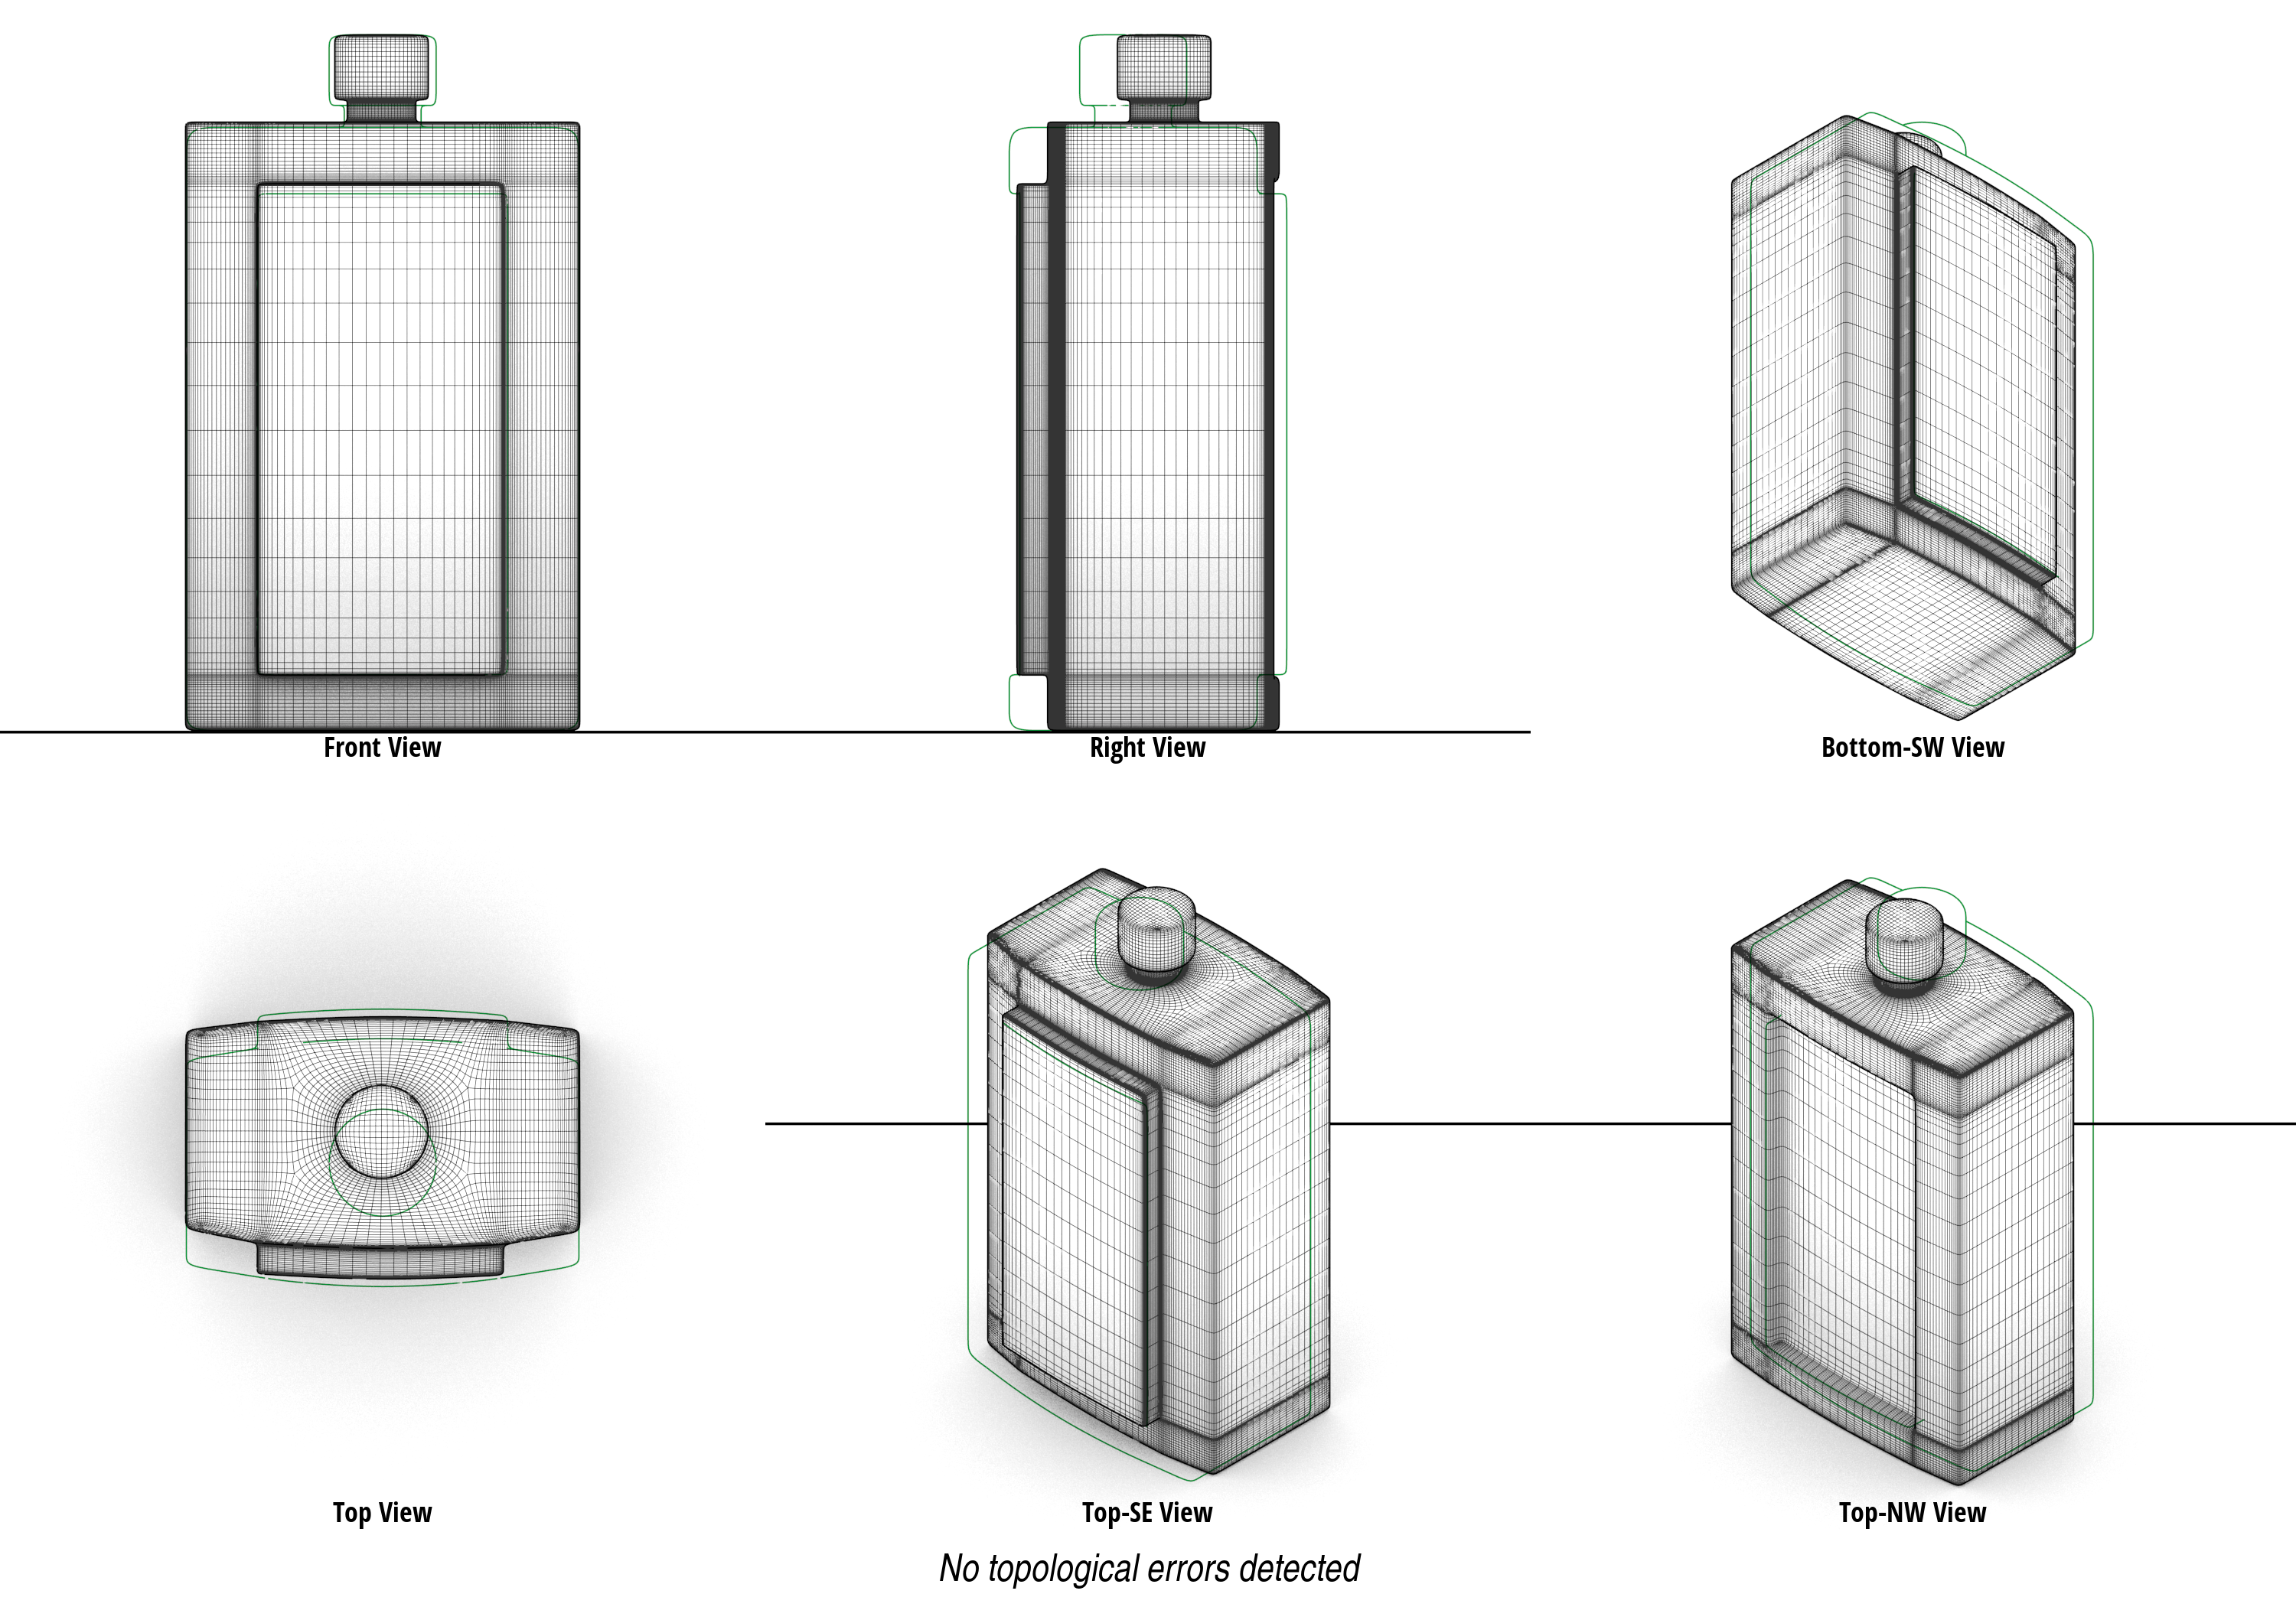 Front View
Right View
Bottom-SW View
Top View
Top-SE View
Top-NW View
No topological errors detected